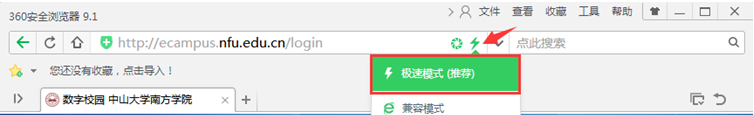 360安全浏览器 9.1
文件 查看 收藏 工具 帮助
http://ecampus.nfu.edu.cn/login
点此搜索
您还没有收藏，点击导入！
极速模式 (推荐)
数字校园 中山大学南方学院
兼容模式